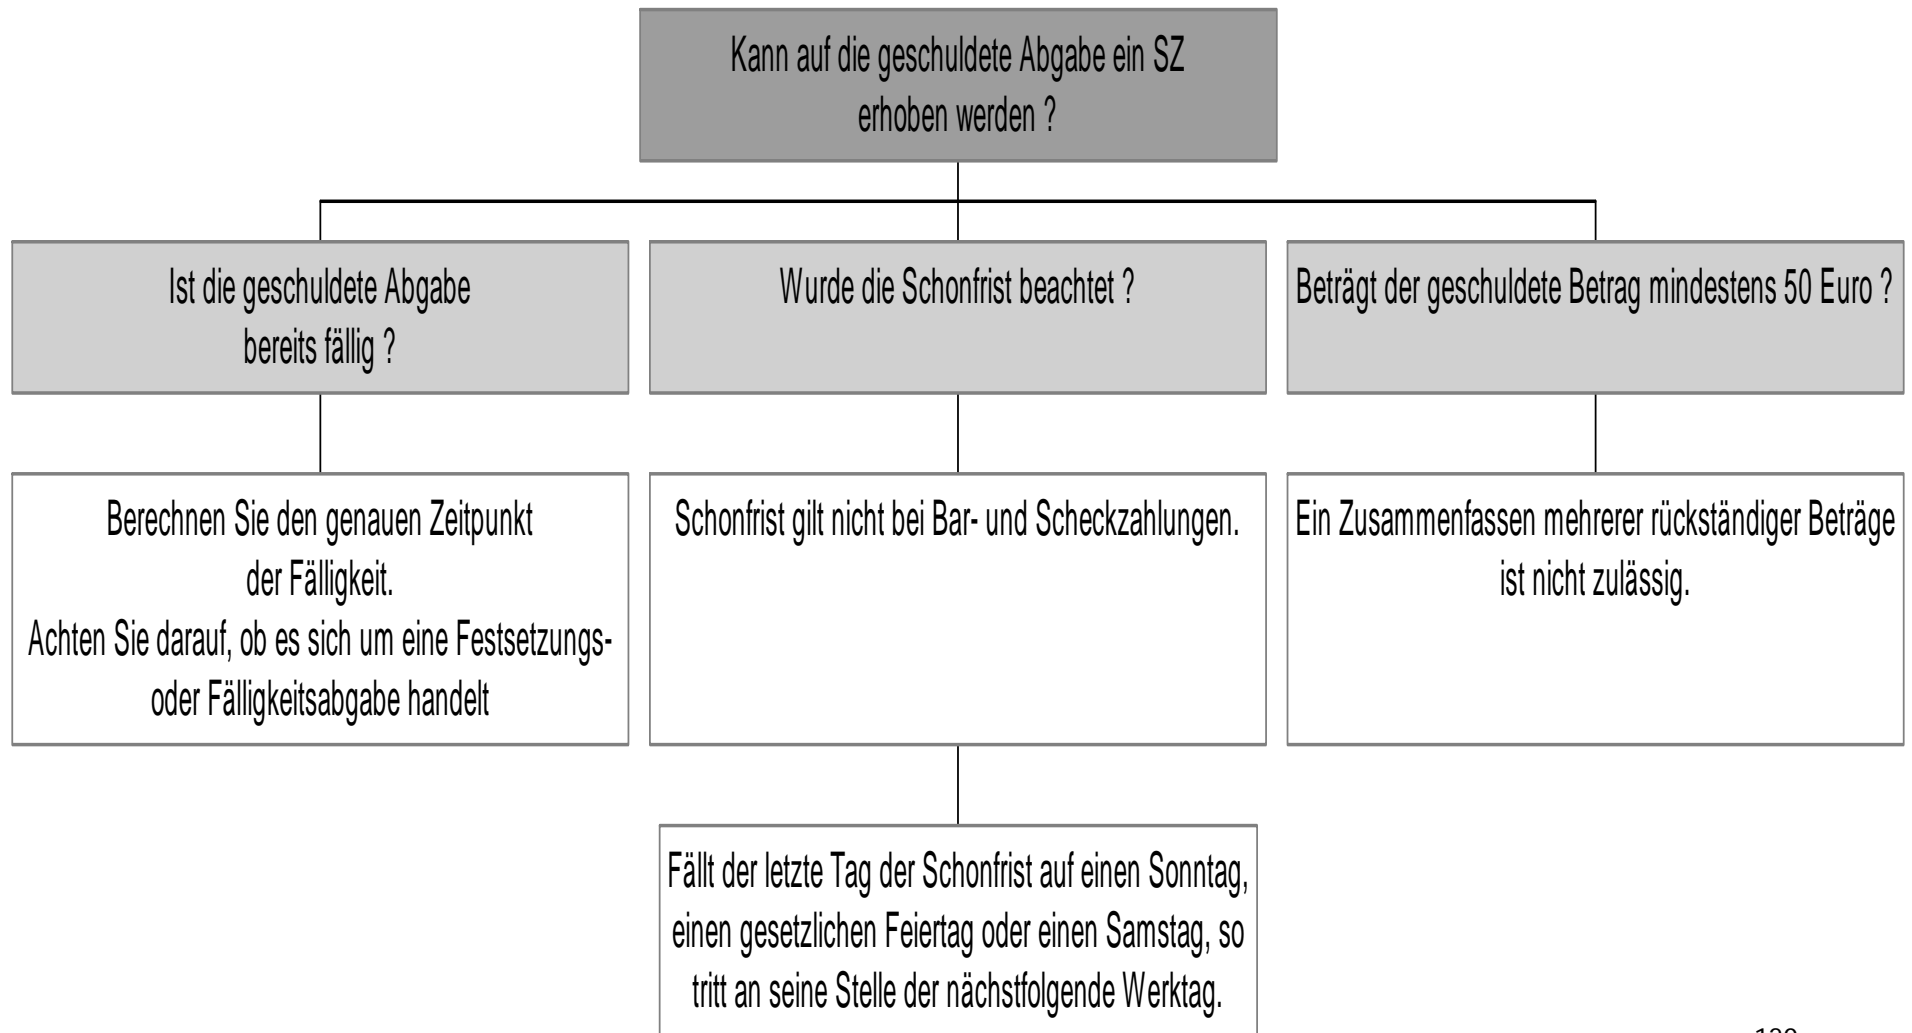 Kann auf die geschuldete Abgabe ein SZ
erhoben werden ?
Ist die geschuldete Abgabe
bereits fällig ?
Wurde die Schonfrist beachtet ?
Beträgt der geschuldete Betrag mindestens 50 Euro ?
Berechnen Sie den genauen Zeitpunkt
der Fälligkeit.
Achten Sie darauf, ob es sich um eine Festsetzungs-
oder Fälligkeitsabgabe handelt
Schonfrist gilt nicht bei Bar- und Scheckzahlungen.
Ein Zusammenfassen mehrerer rückständiger Beträge
ist nicht zulässig.
Fällt der letzte Tag der Schonfrist auf einen Sonntag,
einen gesetzlichen Feiertag oder einen Samstag, so
tritt an seine Stelle der nächstfolgende Werktag.